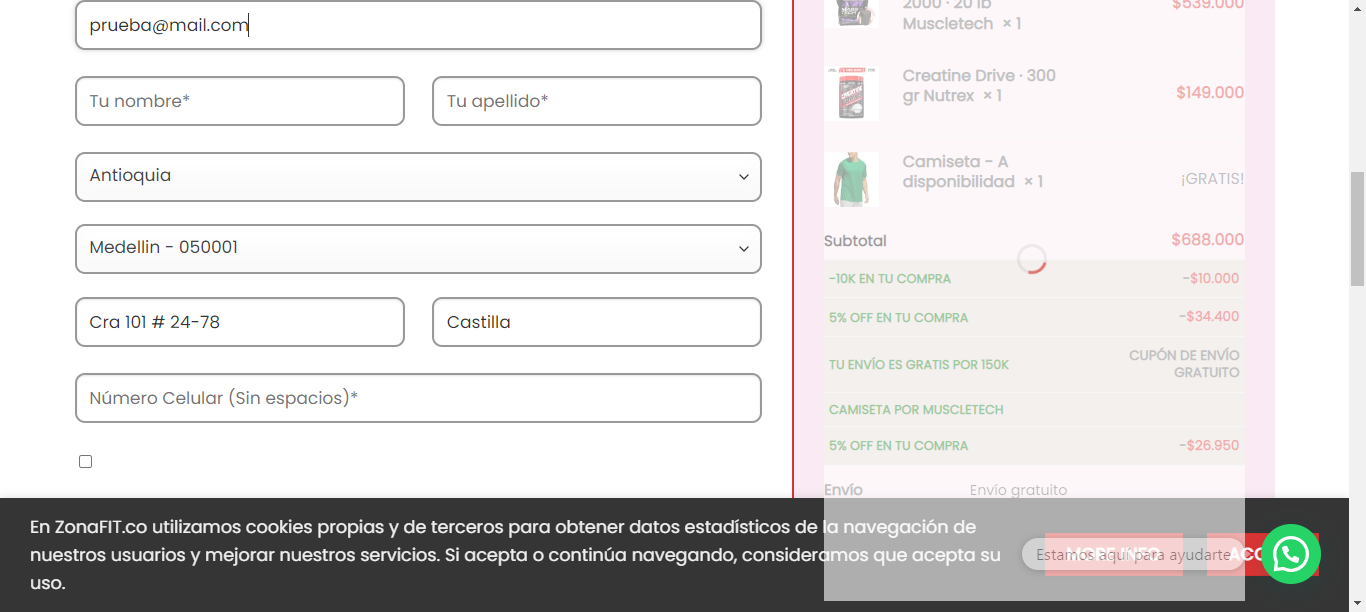 prueba@mail.com
Tu nombre*
Tu apellido*
Antioquia
Medellin - 050001
Cra 101 # 24-78
Castilla
Número Celular (Sin espacios)*
2000 · 20 lb
Muscletech × 1
$539.000
Creatine Drive · 300
gr Nutrex × 1
$149.000
Camiseta - A
disponibilidad × 1
¡GRATIS!
Subtotal
$688.000
-10K EN TU COMPRA
-$10.000
5% OFF EN TU COMPRA
-$34.400
TU ENVÍO ES GRATIS POR 150K
CUPÓN DE ENVÍO
GRATUITO
CAMISETA POR MUSCLETECH
5% OFF EN TU COMPRA
-$26.950
Envío
Envío gratuito
En ZonaFIT.co utilizamos cookies propias y de terceros para obtener datos estadísticos de la navegación de
nuestros usuarios y mejorar nuestros servicios. Si acepta o continúa navegando, consideramos que acepta su
uso.
MORE INFO
Estamos aquí para ayudarte